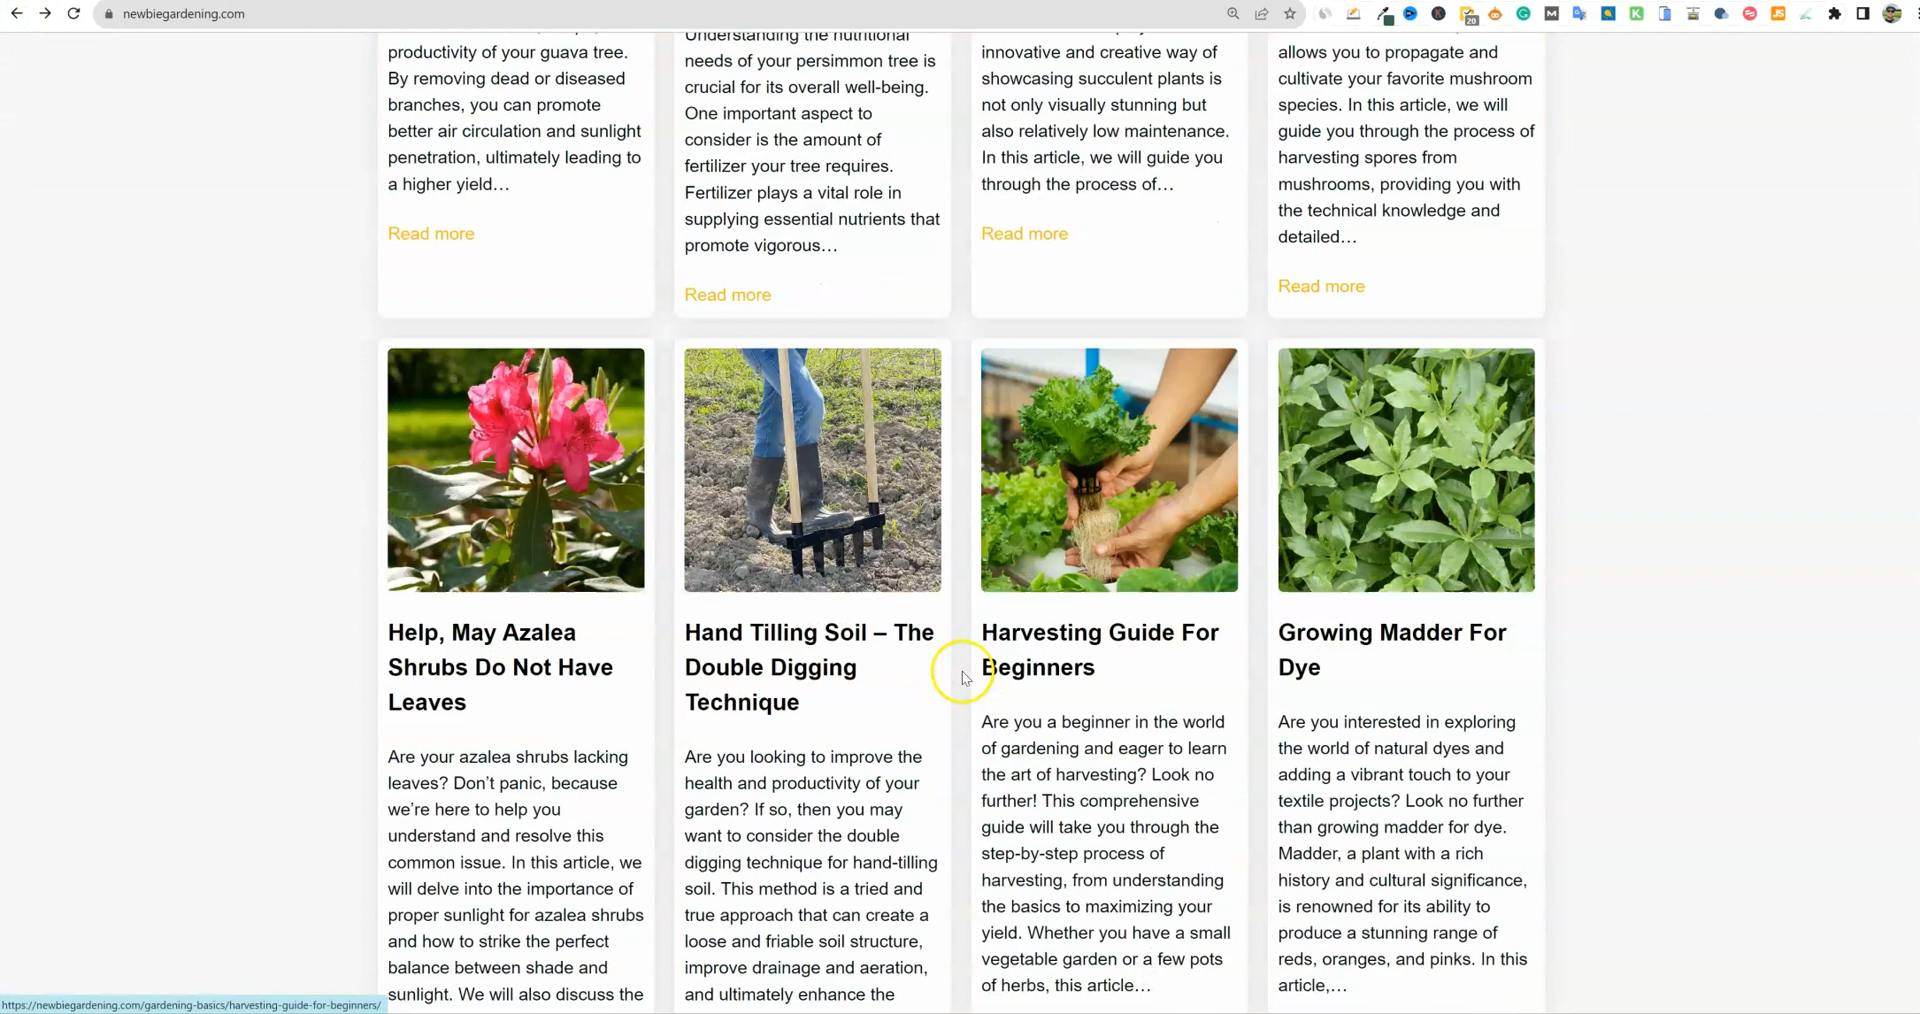 newbiegardening.com
20
productivity of your guava tree.
By removing dead or diseased
branches, you can promote
better air circulation and sunlight
penetration, ultimately leading to
a higher yield…
Read more
Understanding the nutritional
needs of your persimmon tree is
crucial for its overall well-being.
One important aspect to
consider is the amount of
fertilizer your tree requires.
Fertilizer plays a vital role in
supplying essential nutrients that
promote vigorous…
Read more
innovative and creative way of
showcasing succulent plants is
not only visually stunning but
also relatively low maintenance.
In this article, we will guide you
through the process of…
Read more
allows you to propagate and
cultivate your favorite mushroom
species. In this article, we will
guide you through the process of
harvesting spores from
mushrooms, providing you with
the technical knowledge and
detailed…
Read more
Help, May Azalea
Shrubs Do Not Have
Leaves
Are your azalea shrubs lacking
leaves? Don’t panic, because
we’re here to help you
understand and resolve this
common issue. In this article, we
will delve into the importance of
proper sunlight for azalea shrubs
and how to strike the perfect
balance between shade and
sunlight. We will also discuss the
Hand Tilling Soil – The
Double Digging
Technique
Are you looking to improve the
health and productivity of your
garden? If so, then you may
want to consider the double
digging technique for hand-tilling
soil. This method is a tried and
true approach that can create a
loose and friable soil structure,
improve drainage and aeration,
and ultimately enhance the
Harvesting Guide For
Beginners
Are you a beginner in the world
of gardening and eager to learn
the art of harvesting? Look no
further! This comprehensive
guide will take you through the
step-by-step process of
harvesting, from understanding
the basics to maximizing your
yield. Whether you have a small
vegetable garden or a few pots
of herbs, this article…
Growing Madder For
Dye
Are you interested in exploring
the world of natural dyes and
adding a vibrant touch to your
textile projects? Look no further
than growing madder for dye.
Madder, a plant with a rich
history and cultural significance,
is renowned for its ability to
produce a stunning range of
reds, oranges, and pinks. In this
article,…
https://newbiegardening.com/gardening-basics/harvesting-guide-for-beginners/